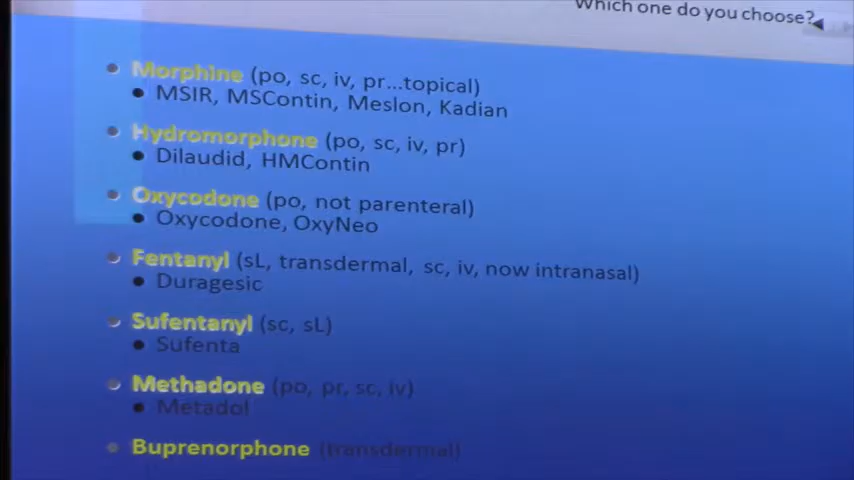 Which one do you choose?
Morphine (po, sc, iv, pr...topical)
MSIR, MSContin, Meslon, Kadian
Hydromorphone (po, sc, iv, pr)
Dilaudid, HMContin
Oxycodone (po, not parenteral)
Oxycodone, OxyNeo
Fentanyl (sL, transdermal, sc, iv, now intranasal)
Duragesic
Sufentanyl (sc, sL)
Sufenta
Methadone (po, pr, sc, iv)
Metadol
Buprenorphone (transdermal)